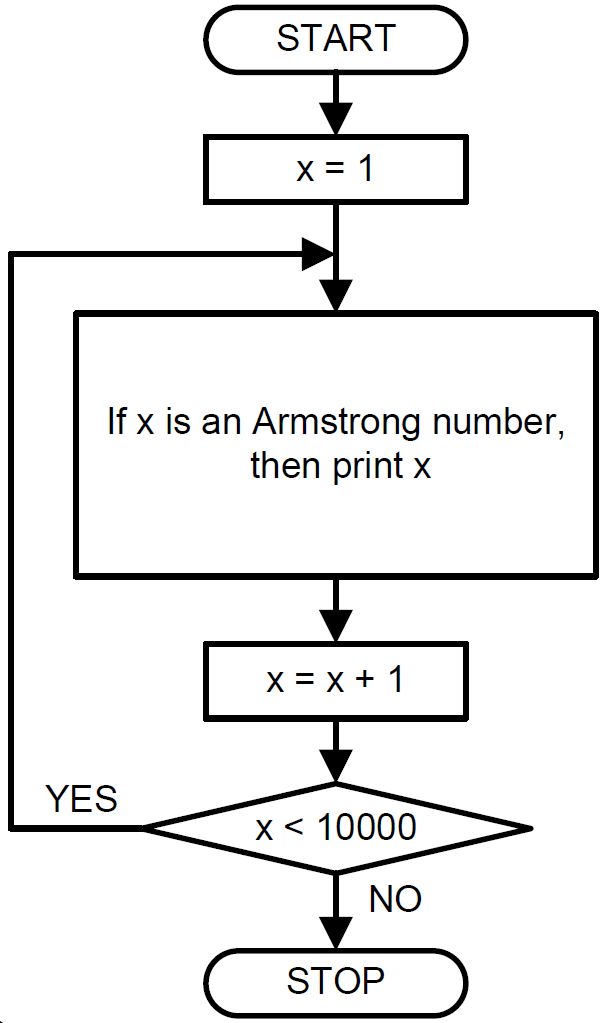 START
x = 1
If x is an Armstrong number,
then print x
x = x + 1
YES
x < 10000
NO
STOP